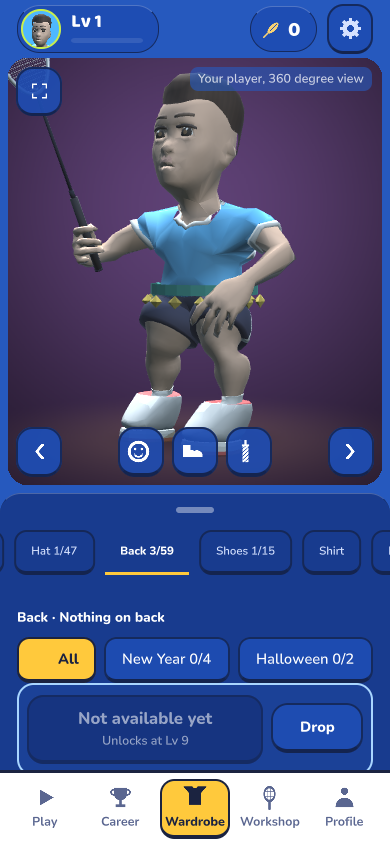 Lv 1
0
Your player, 360 degree view
Hat 1/47
Back 3/59
Shoes 1/15
Shirt
Back · Nothing on back
All
New Year 0/4
Halloween 0/2
Not available yet
Unlocks at Lv 9
Drop
Play
Career
Wardrobe
Workshop
Profile